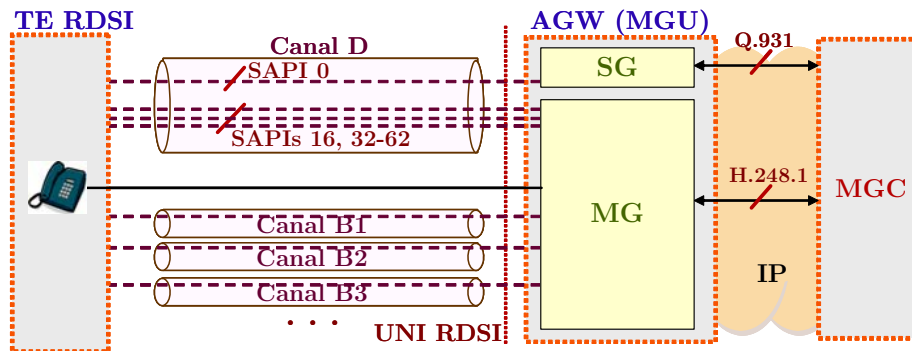 TE RDSI
AGW (MGU)
Canal D
Q.931
SAPI 0
SG
SAPIs 16, 32-62
H.248.1
MG
MGC
Canal B1
Canal B2
IP
Canal B3
. . .
UNI RDSI